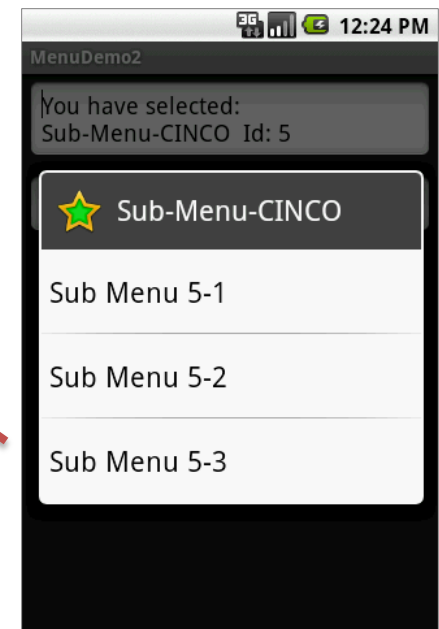 3G 12:24 PM
MenuDemo2
You have selected:
Sub-Menu-CINCO Id: 5
Sub-Menu-CINCO
Sub Menu 5-1
Sub Menu 5-2
Sub Menu 5-3